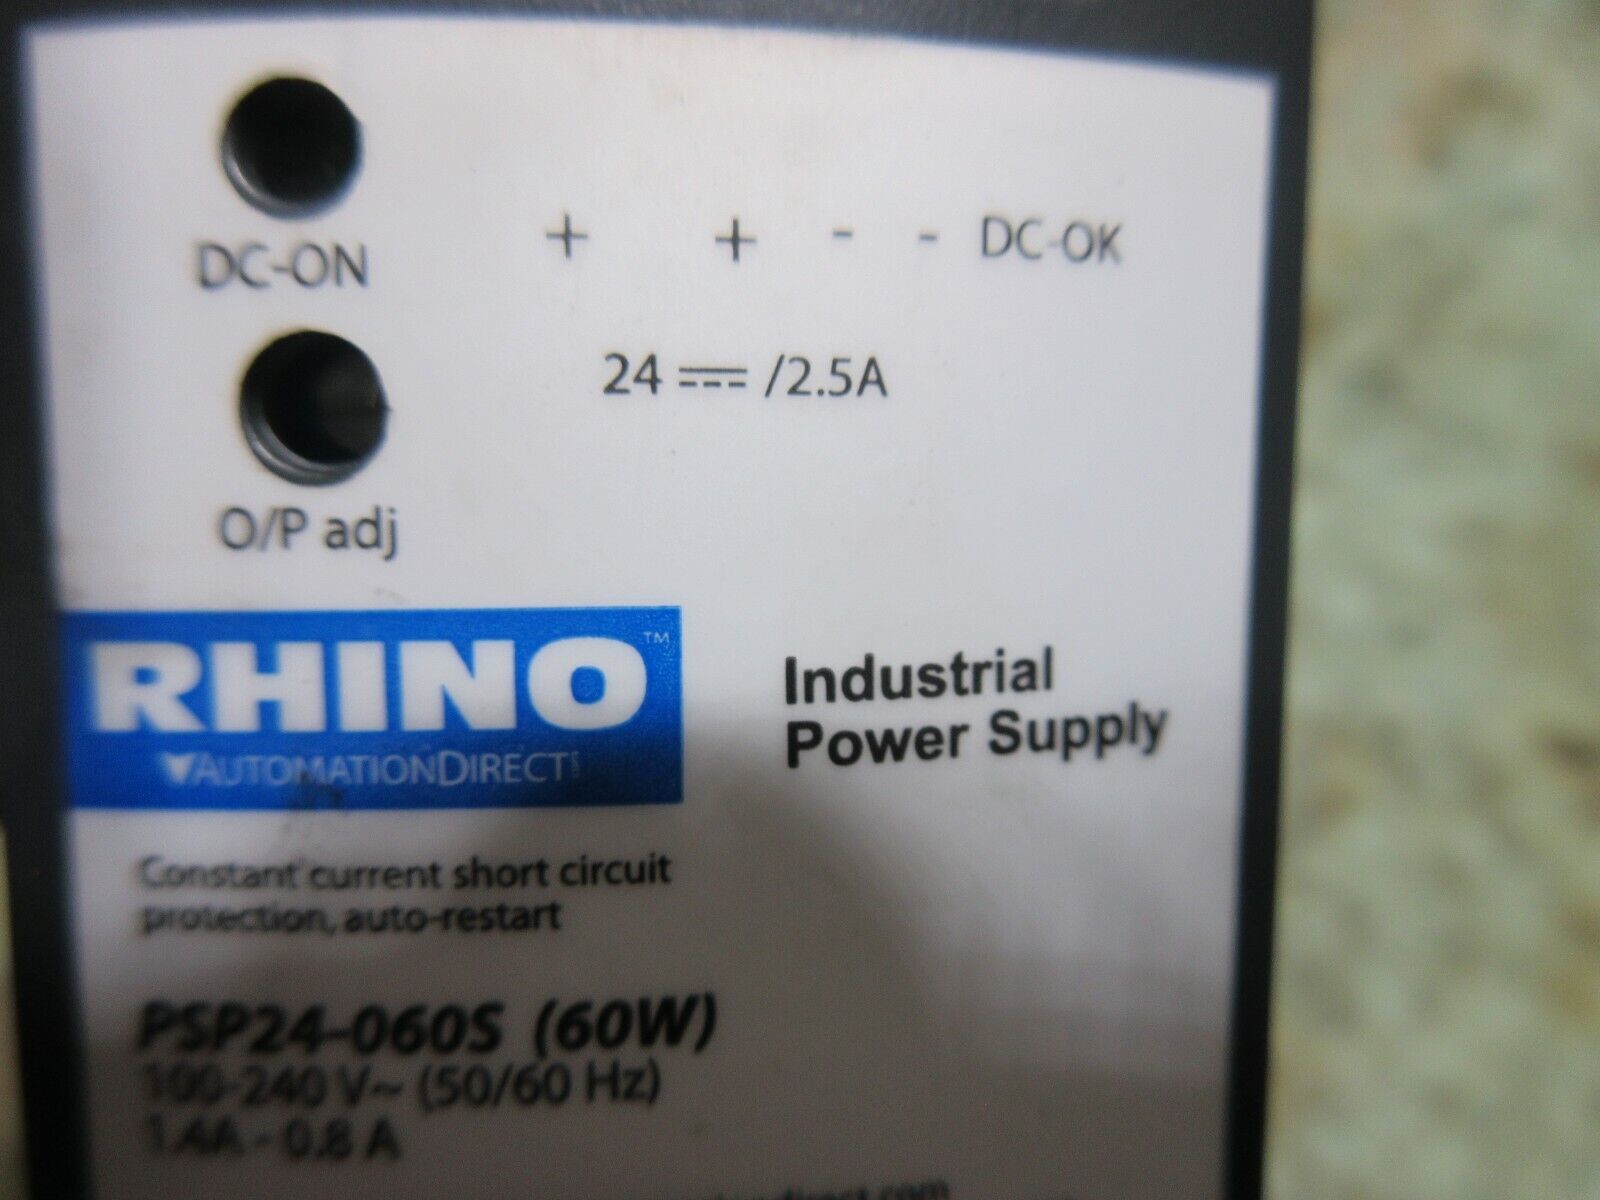 DC-ON
+ + - - DC-OK
24 ⎓ /2.5A
O/P adj
RHINO™
AUTOMATIONDIRECT
Industrial
Power Supply
Constant current short circuit
protection, auto-restart
PSP24-060S (60W)
100-240 V~ (50/60 Hz)
1.4A - 0.8 A